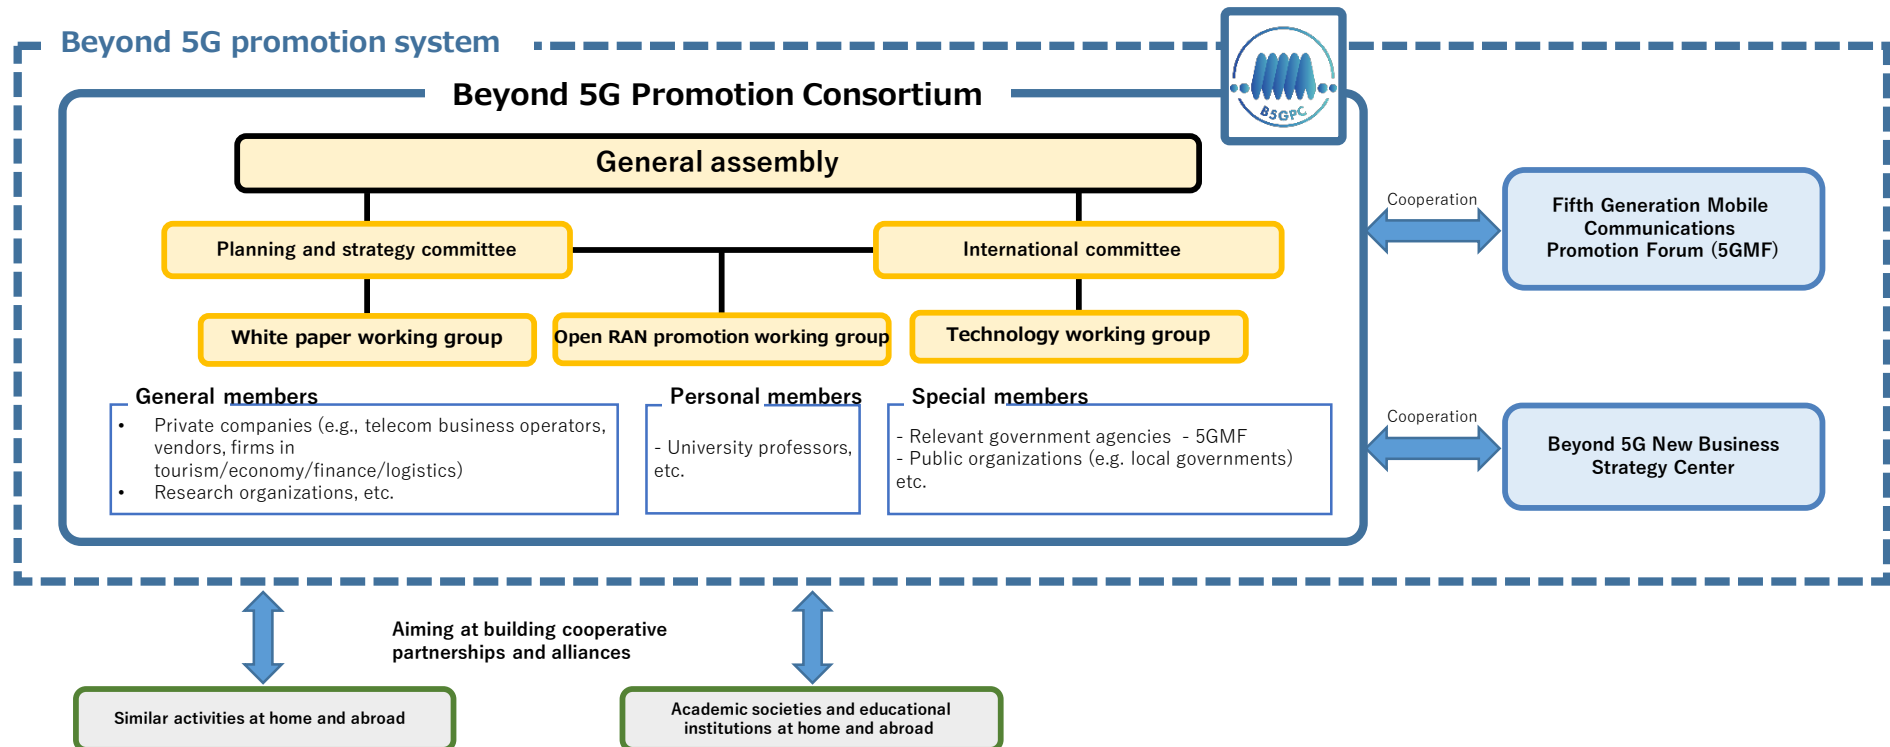 Beyond 5G promotion system
B5GPC
Beyond 5G Promotion Consortium
General assembly
Planning and strategy committee
International committee
White paper working group
Open RAN promotion working group
Technology working group
General members
• Private companies (e.g., telecom business operators,
vendors, firms in
tourism/economy/finance/logistics)
• Research organizations, etc.
Personal members
- University professors,
etc.
Special members
- Relevant government agencies - 5GMF
- Public organizations (e.g. local governments)
etc.
Cooperation
Fifth Generation Mobile
Communications
Promotion Forum (5GMF)
Cooperation
Beyond 5G New Business
Strategy Center
Aiming at building cooperative
partnerships and alliances
Similar activities at home and abroad
Academic societies and educational
institutions at home and abroad